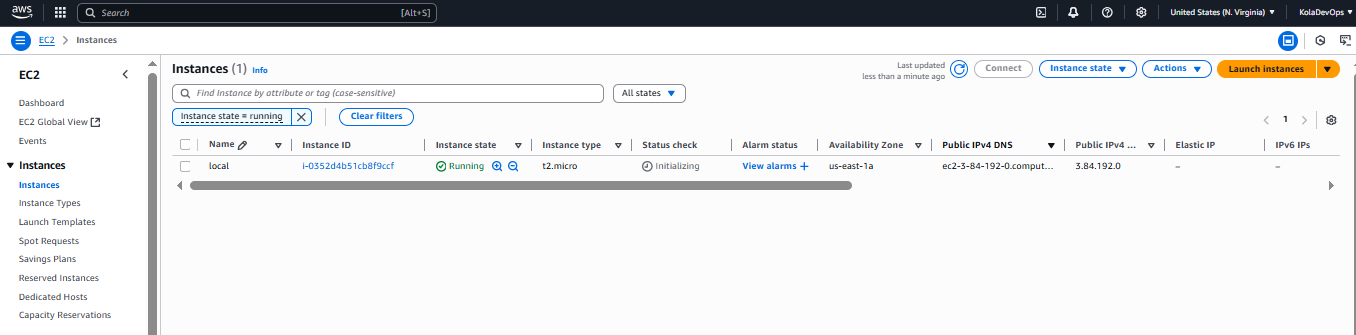 aws Search [Alt+S] United States (N. Virginia) KolaDevOps
EC2 Instances
EC2
Dashboard
EC2 Global View
Events
Instances
Instances
Instance Types
Launch Templates
Spot Requests
Savings Plans
Reserved Instances
Dedicated Hosts
Capacity Reservations
Instances (1) Info
Last updated
less than a minute ago
Connect Instance state Actions Launch instances
Find Instance by attribute or tag (case-sensitive) All states
Instance state = running Clear filters
1
Name Instance ID Instance state Instance type Status check Alarm status Availability Zone Public IPv4 DNS Public IPv4 ... Elastic IP IPv6 IPs
local i-0352d4b51cb8f9ccf Running t2.micro Initializing View alarms + us-east-1a ec2-3-84-192-0.comput... 3.84.192.0 – –